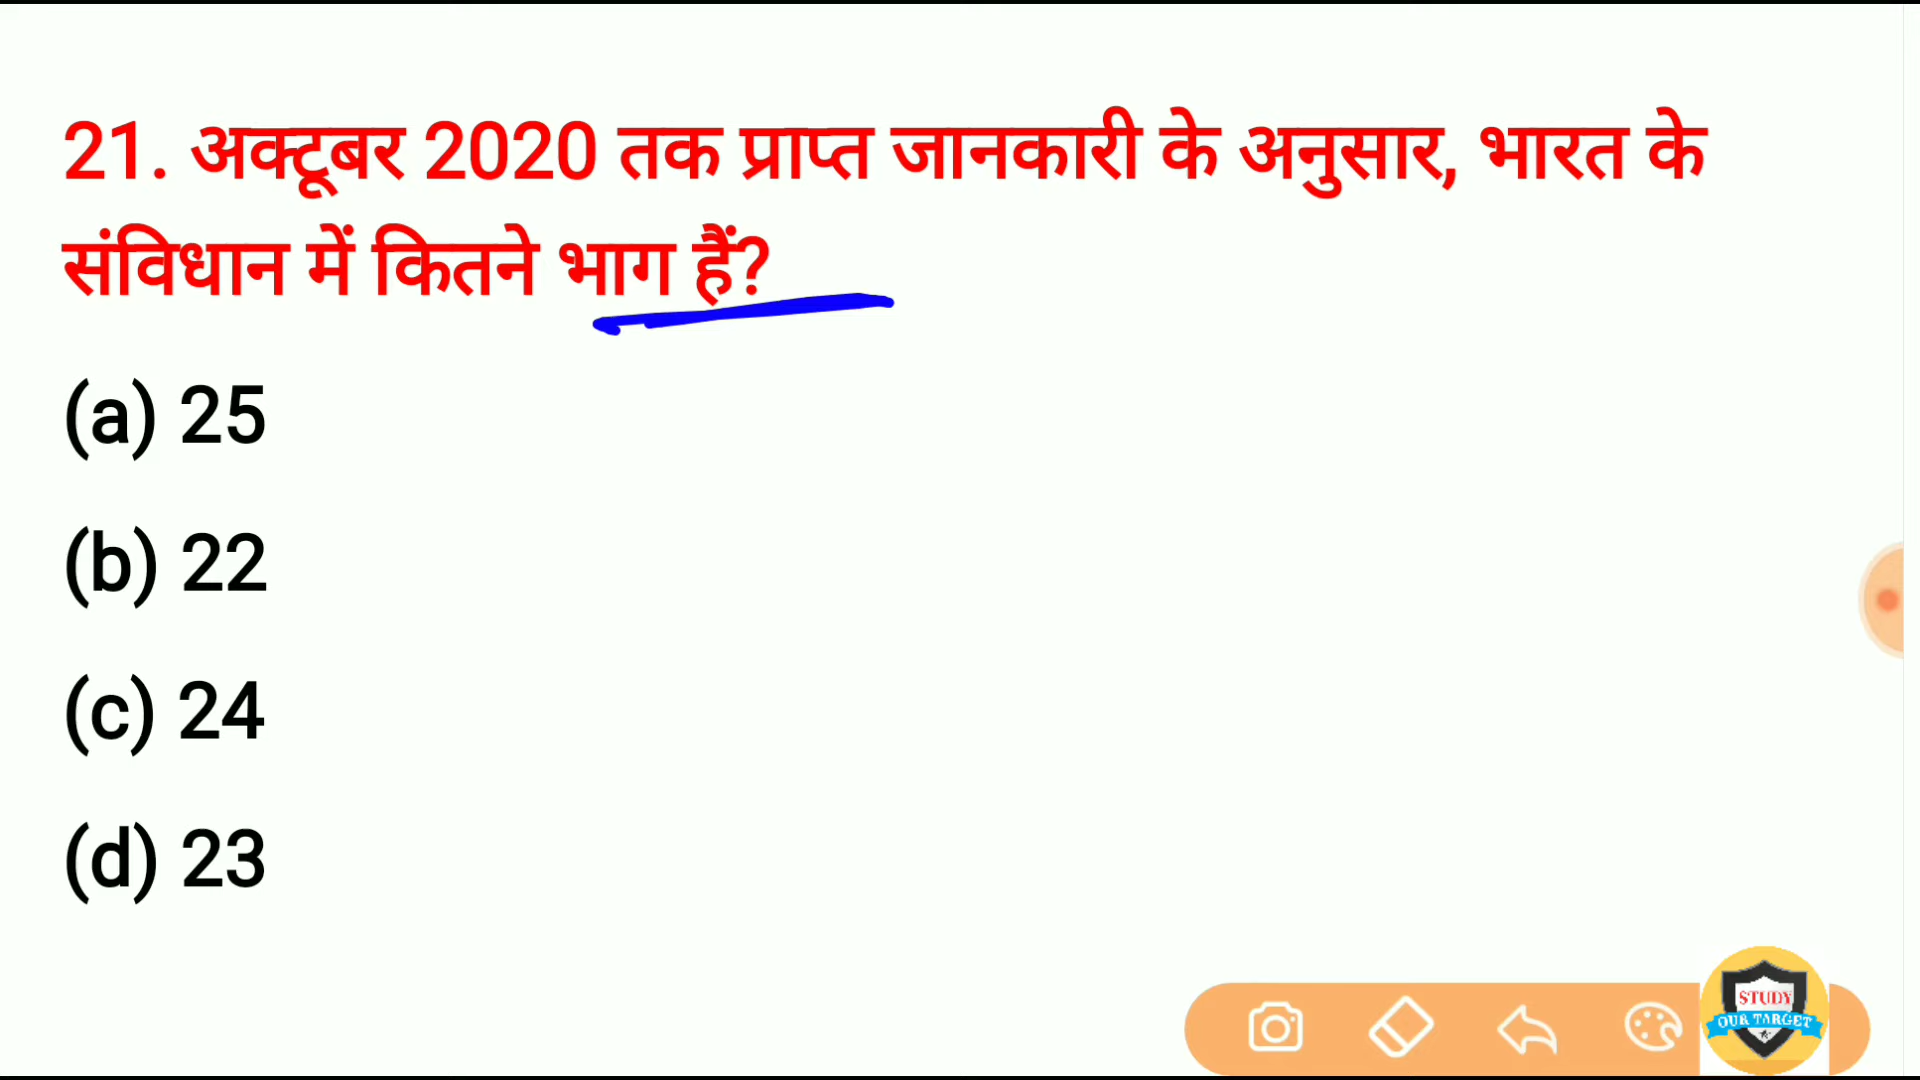 21. अक्टूबर 2020 तक प्राप्त जानकारी के अनुसार, भारत के
संविधान में कितने भाग हैं?
(a) 25
(b) 22
(c) 24
(d) 23
STUDY
OUR TARGET